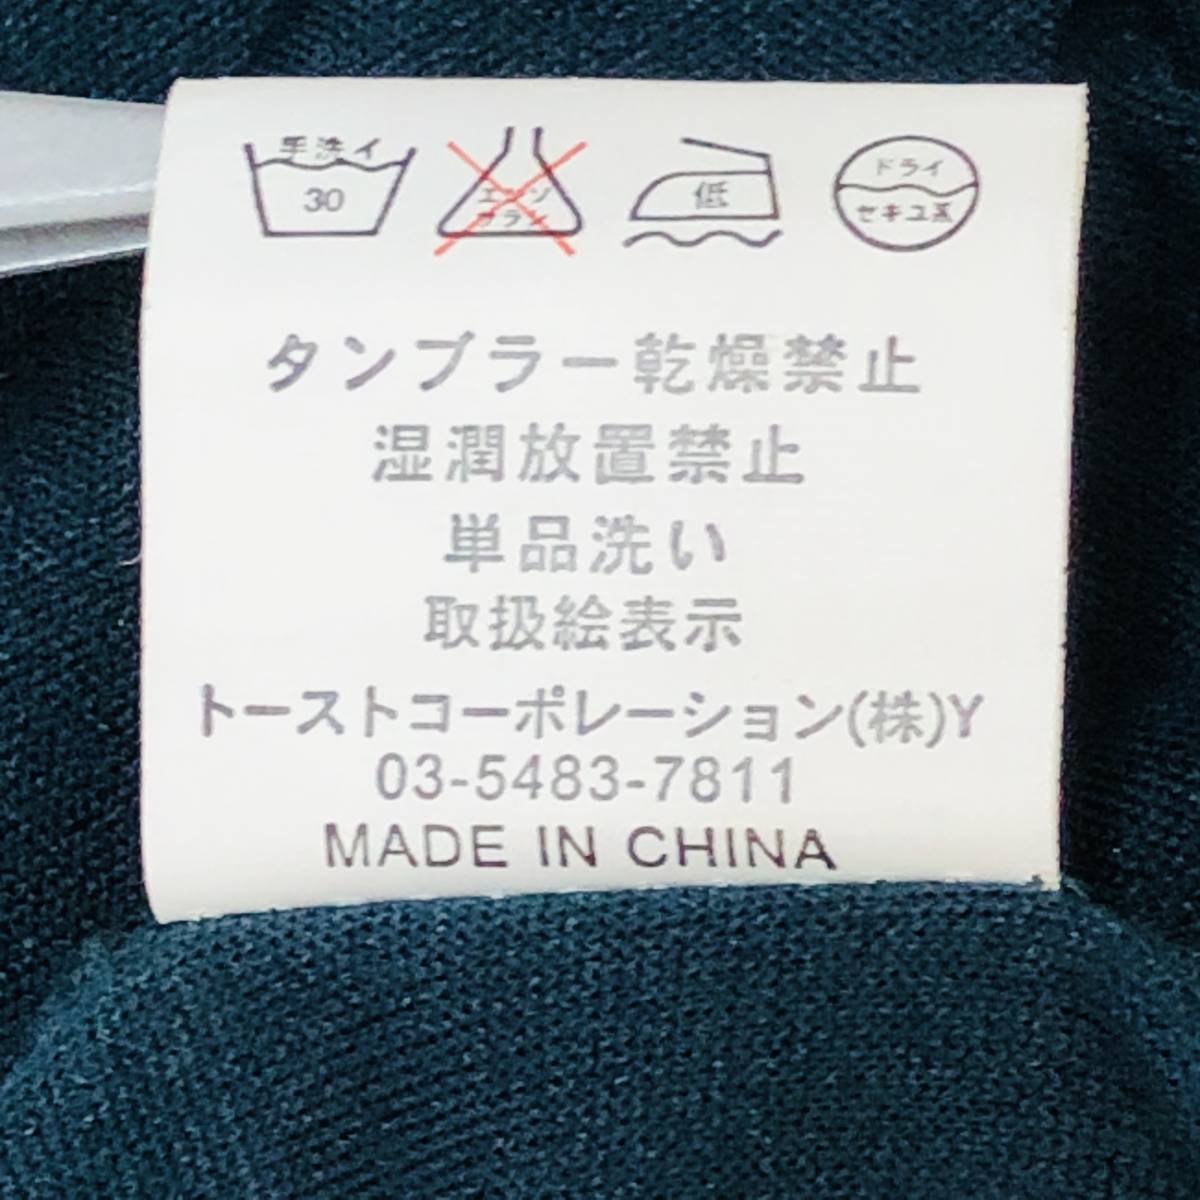 手洗イ 30
エンソ サラシ
低
ドライ
セキユ系
タンブラー乾燥禁止
湿潤放置禁止
単品洗い
取扱絵表示
トーストコーポレーション(株)Y
03-5483-7811
MADE IN CHINA